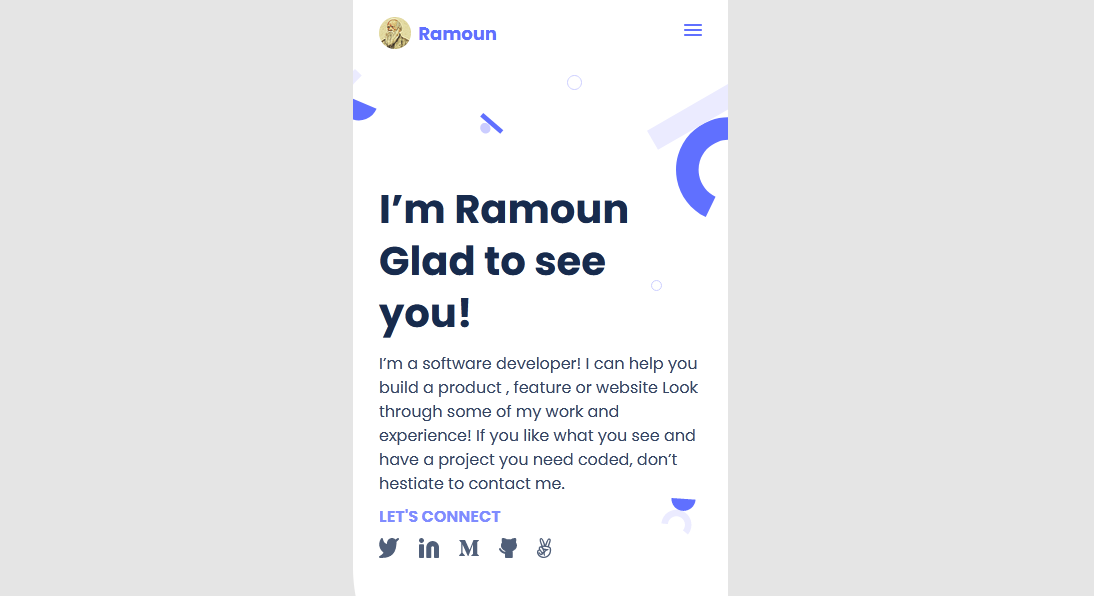 Ramoun
I’m Ramoun
Glad to see
you!
I’m a software developer! I can help you
build a product , feature or website Look
through some of my work and
experience! If you like what you see and
have a project you need coded, don’t
hestiate to contact me.
LET'S CONNECT